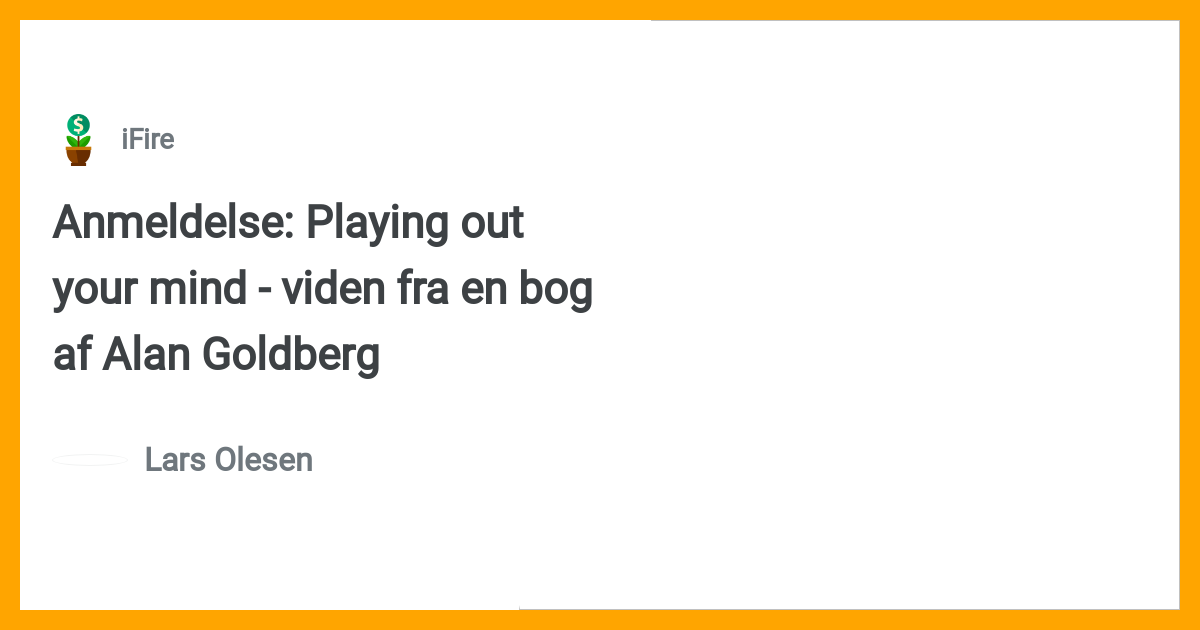 $
iFire
Anmeldelse: Playing out
your mind - viden fra en bog
af Alan Goldberg
Lars Olesen